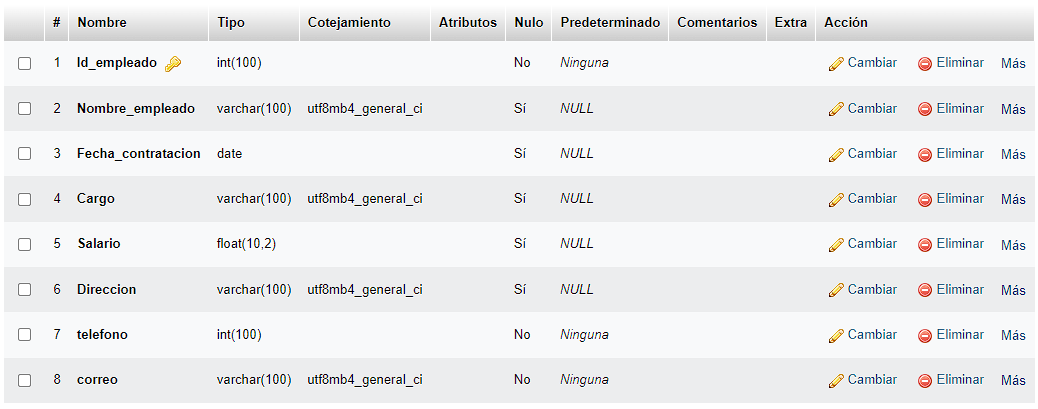 # Nombre Tipo Cotejamiento Atributos Nulo Predeterminado Comentarios Extra Acción
1 Id_empleado int(100) No Ninguna Cambiar Eliminar Más
2 Nombre_empleado varchar(100) utf8mb4_general_ci Sí NULL Cambiar Eliminar Más
3 Fecha_contratacion date Sí NULL Cambiar Eliminar Más
4 Cargo varchar(100) utf8mb4_general_ci Sí NULL Cambiar Eliminar Más
5 Salario float(10,2) Sí NULL Cambiar Eliminar Más
6 Direccion varchar(100) utf8mb4_general_ci Sí NULL Cambiar Eliminar Más
7 telefono int(100) No Ninguna Cambiar Eliminar Más
8 correo varchar(100) utf8mb4_general_ci No Ninguna Cambiar Eliminar Más